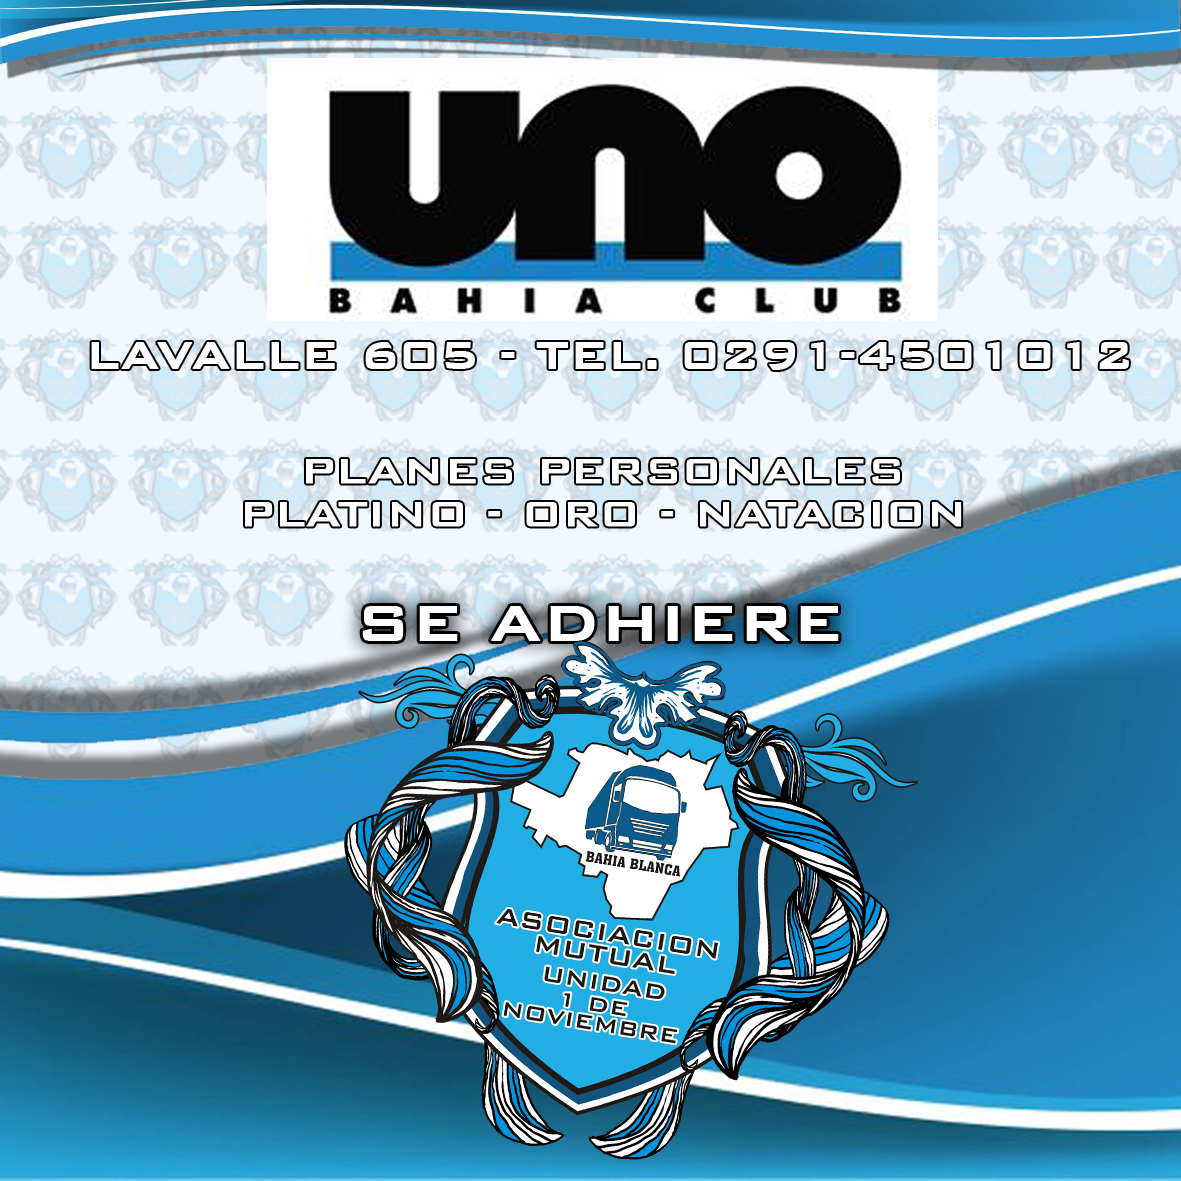 UNO
BAHIA CLUB
LAVALLE 605 - TEL. 0291-4501012
PLANES PERSONALES
PLATINO - ORO - NATACION
SE ADHIERE
BAHIA BLANCA
ASOCIACION
MUTUAL
UNIDAD
1 DE
NOVIEMBRE